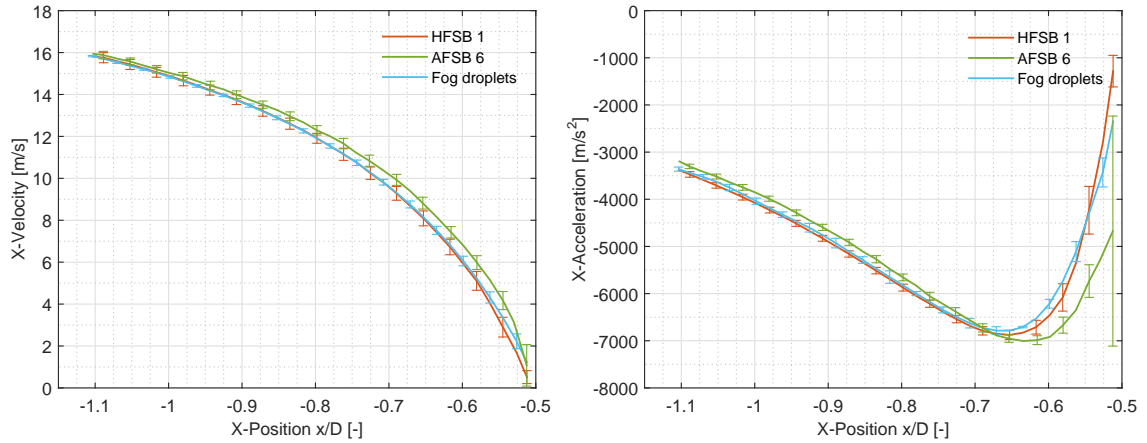 18
16
14
12
10
8
6
4
2
0
X-Velocity [m/s]
HFSB 1
AFSB 6
Fog droplets
-1.1 -1 -0.9 -0.8 -0.7 -0.6 -0.5
X-Position x/D [-]
0
-1000
-2000
-3000
-4000
-5000
-6000
-7000
-8000
X-Acceleration [m/s²]
HFSB 1
AFSB 6
Fog droplets
-1.1 -1 -0.9 -0.8 -0.7 -0.6 -0.5
X-Position x/D [-]